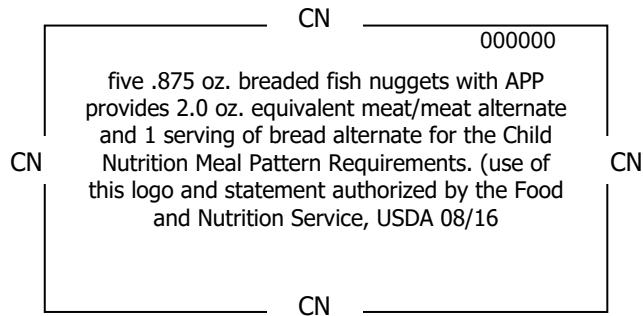 CN
000000
five .875 oz. breaded fish nuggets with APP
provides 2.0 oz. equivalent meat/meat alternate
and 1 serving of bread alternate for the Child
CN Nutrition Meal Pattern Requirements. (use of CN
this logo and statement authorized by the Food
and Nutrition Service, USDA 08/16
CN